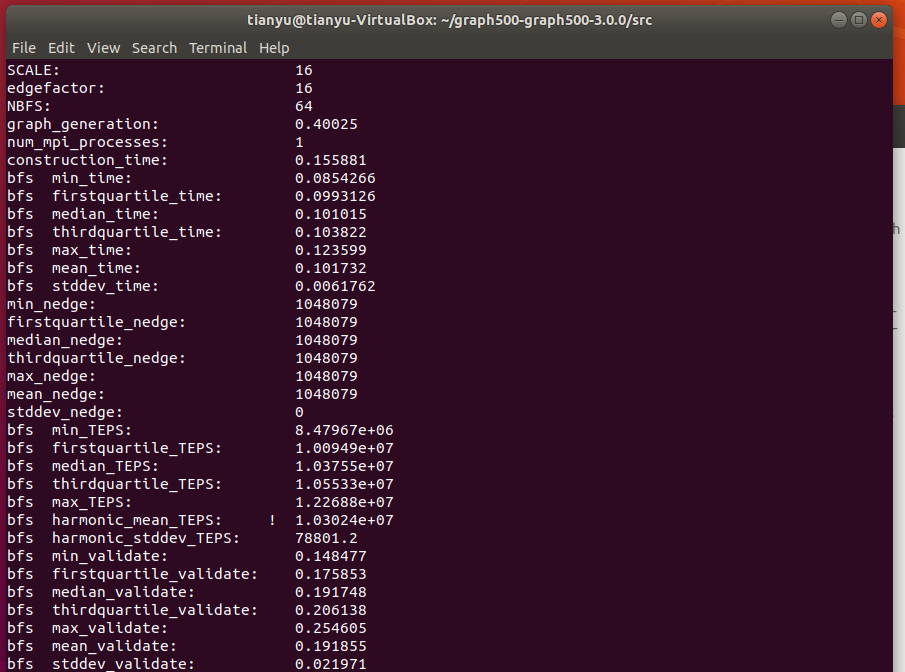 tianyu@tianyu-VirtualBox: ~/graph500-graph500-3.0.0/src
File Edit View Search Terminal Help
SCALE: 16
edgefactor: 16
NBFS: 64
graph_generation: 0.40025
num_mpi_processes: 1
construction_time: 0.155881
bfs  min_time: 0.0854266
bfs  firstquartile_time: 0.0993126
bfs  median_time: 0.101015
bfs  thirdquartile_time: 0.103822
bfs  max_time: 0.123599
bfs  mean_time: 0.101732
bfs  stddev_time: 0.0061762
min_nedge: 1048079
firstquartile_nedge: 1048079
median_nedge: 1048079
thirdquartile_nedge: 1048079
max_nedge: 1048079
mean_nedge: 1048079
stddev_nedge: 0
bfs  min_TEPS: 8.47967e+06
bfs  firstquartile_TEPS: 1.00949e+07
bfs  median_TEPS: 1.03755e+07
bfs  thirdquartile_TEPS: 1.05533e+07
bfs  max_TEPS: 1.22688e+07
bfs  harmonic_mean_TEPS: ! 1.03024e+07
bfs  harmonic_stddev_TEPS: 78801.2
bfs  min_validate: 0.148477
bfs  firstquartile_validate: 0.175853
bfs  median_validate: 0.191748
bfs  thirdquartile_validate: 0.206138
bfs  max_validate: 0.254605
bfs  mean_validate: 0.191855
bfs  stddev_validate: 0.021971